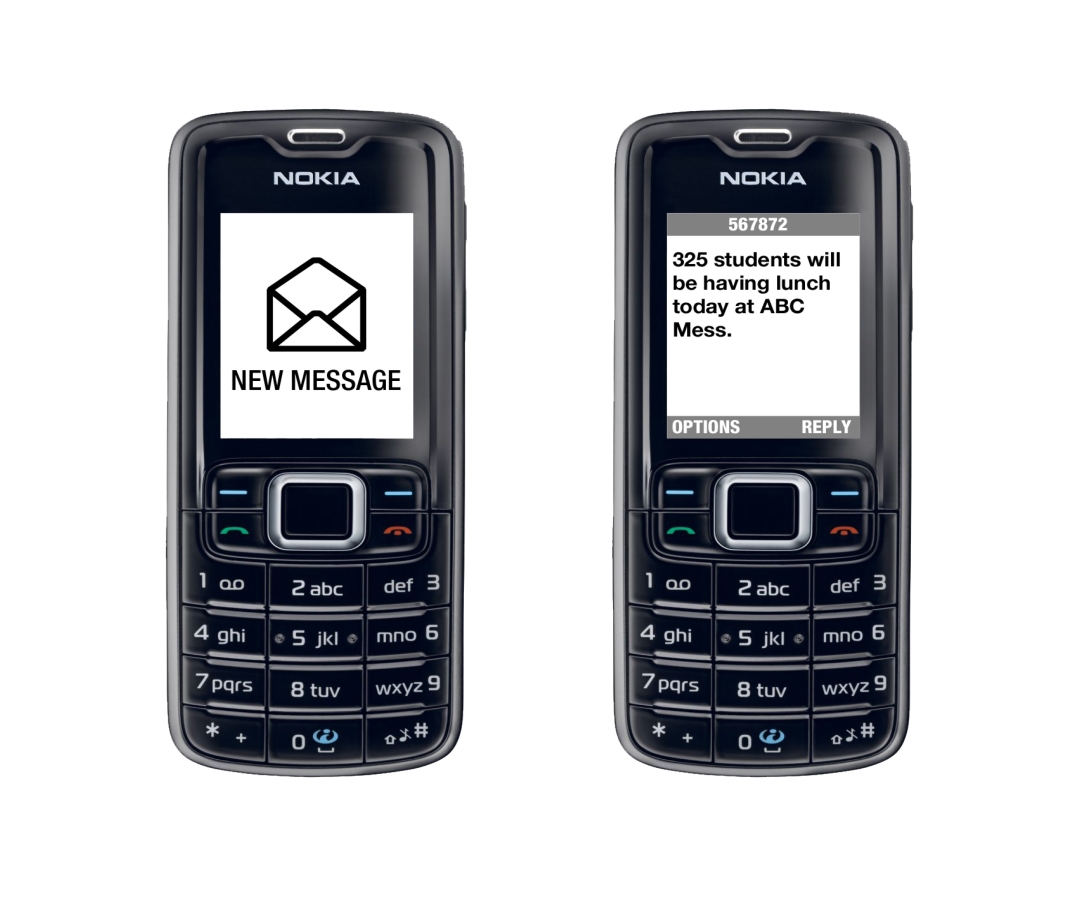 NOKIA
NEW MESSAGE
1
2 abc
def 3
4 ghi
5 jkl
mno 6
7 pqrs
8 tuv
wxyz 9
* +
0
#
NOKIA
567872
325 students will
be having lunch
today at ABC
Mess.
OPTIONS REPLY
1
2 abc
def 3
4 ghi
5 jkl
mno 6
7 pqrs
8 tuv
wxyz 9
* +
0
#